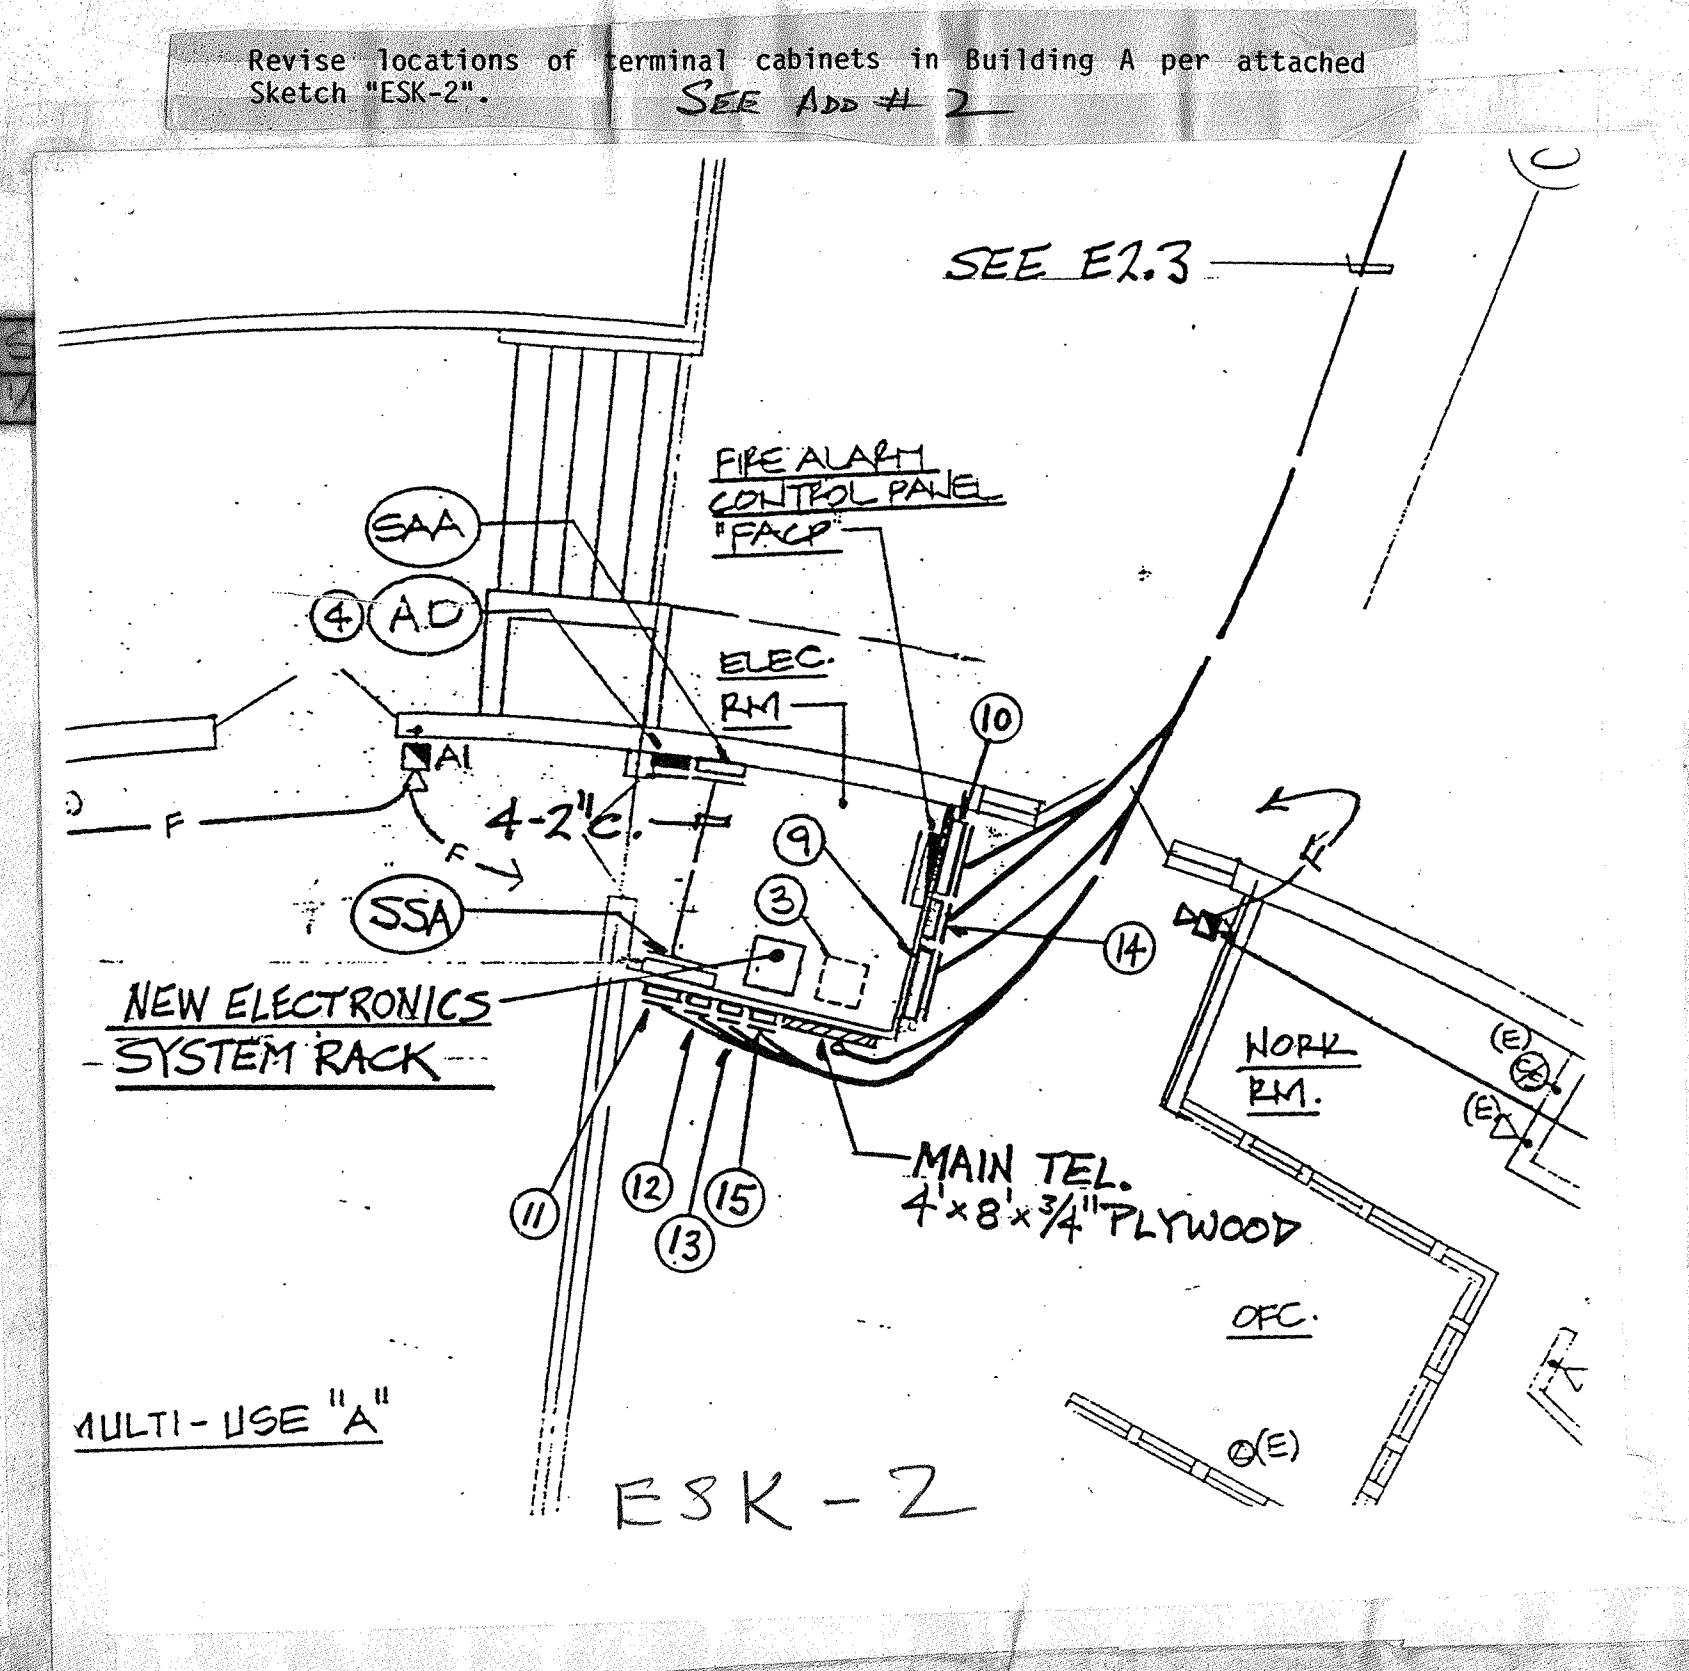 Revise locations of terminal cabinets in Building A per attached
Sketch "ESK-2".
SEE ADD # 2
(C
SEE E2.3
FIRE ALARM
CONTROL PANEL
"FACP"
SAA
4 AD
ELEC.
RM
10
A1
4-2"C.
F
F
9
3
SSA
14
NEW ELECTRONICS
SYSTEM RACK
WORK
RM.
(E)
(E)
11
12
13
15
MAIN TEL.
4'x8'x3/4" PLYWOOD
OFC.
(E)
MULTI-USE "A"
ESK-2